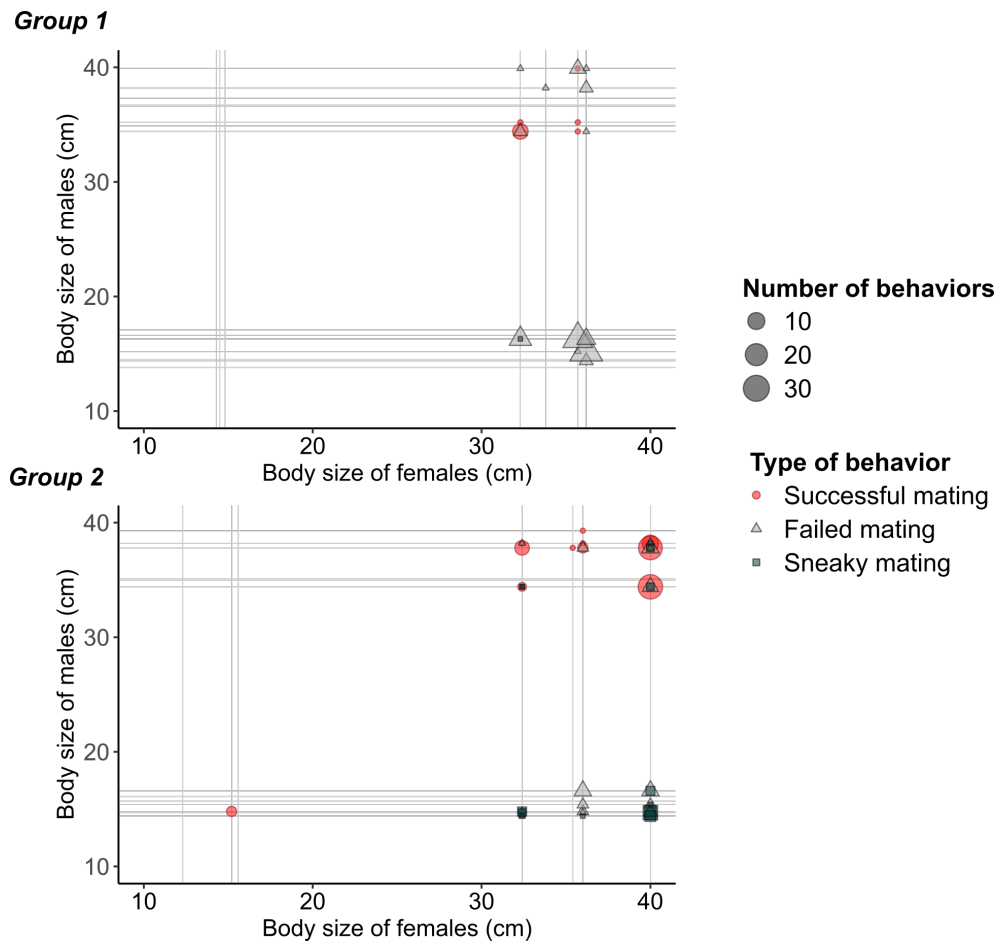 Group 1
40
30
20
10
Body size of males (cm)
10 20 30 40
Body size of females (cm)
Number of behaviors
10
20
30
Type of behavior
Successful mating
Failed mating
Sneaky mating
Group 2
40
30
20
10
Body size of males (cm)
10 20 30 40
Body size of females (cm)